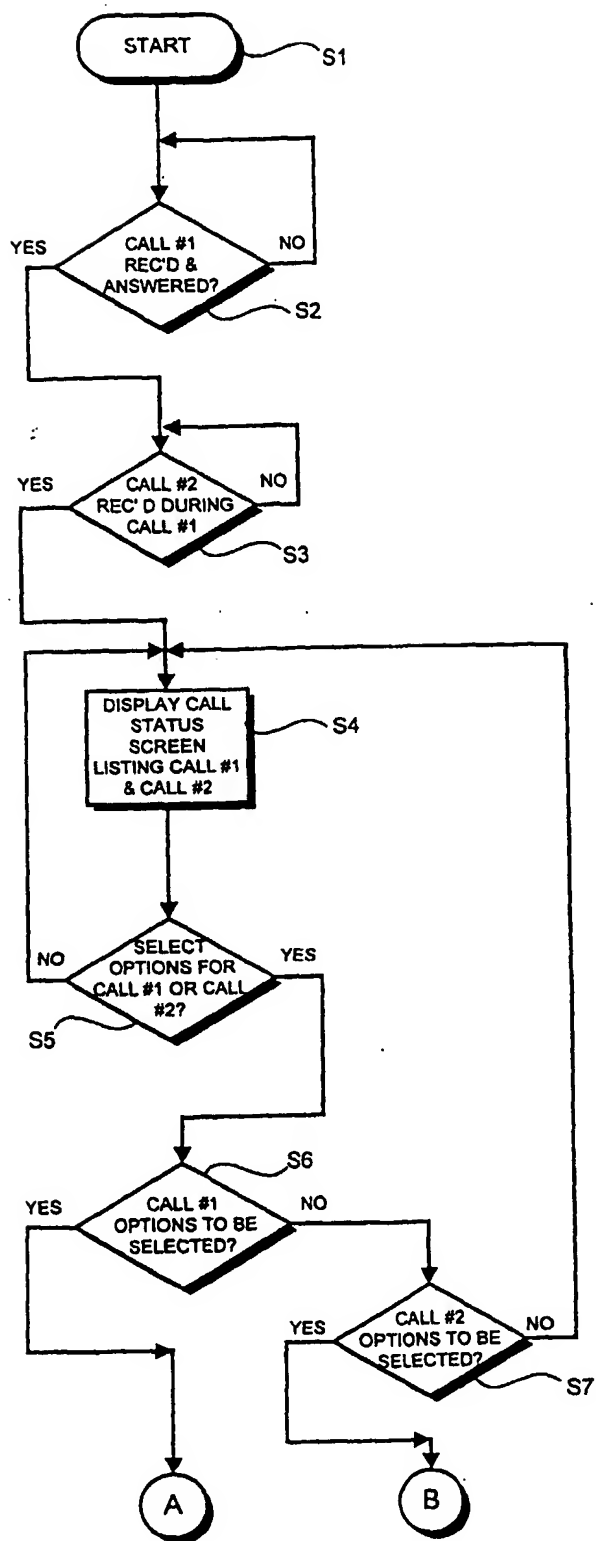 START
S1
YES
CALL #1
REC'D &
ANSWERED?
NO
S2
YES
CALL #2
REC' D DURING
CALL #1
NO
S3
DISPLAY CALL
STATUS
SCREEN
LISTING CALL #1
& CALL #2
S4
NO
SELECT
OPTIONS FOR
CALL #1 OR CALL
#2?
YES
S5
S6
YES
CALL #1
OPTIONS TO BE
SELECTED?
NO
YES
CALL #2
OPTIONS TO BE
SELECTED?
NO
S7
A
B